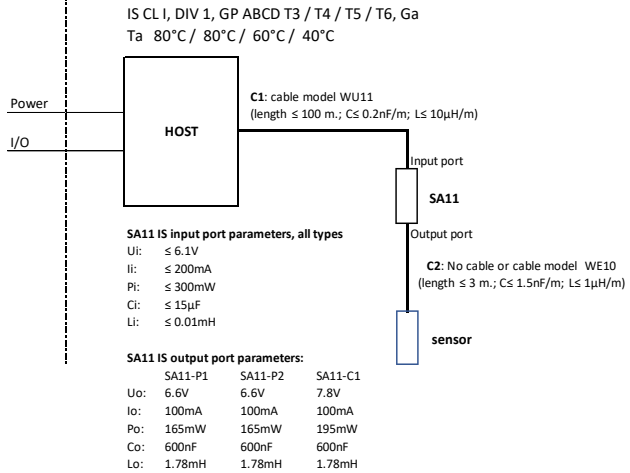 IS CL I, DIV 1, GP ABCD T3 / T4 / T5 / T6, Ga
Ta 80°C / 80°C / 60°C / 40°C
Power
I/O
HOST
C1: cable model WU11
(length ≤ 100 m.; C≤ 0.2nF/m; L≤ 10µH/m)
Input port
SA11
Output port
C2: No cable or cable model WE10
(length ≤ 3 m.; C≤ 1.5nF/m; L≤ 1µH/m)
sensor
SA11 IS input port parameters, all types
Ui: ≤ 6.1V
Ii: ≤ 200mA
Pi: ≤ 300mW
Ci: ≤ 15µF
Li: ≤ 0.01mH
SA11 IS output port parameters:
SA11-P1 SA11-P2 SA11-C1
Uo: 6.6V 6.6V 7.8V
Io: 100mA 100mA 100mA
Po: 165mW 165mW 195mW
Co: 600nF 600nF 600nF
Lo: 1.78mH 1.78mH 1.78mH